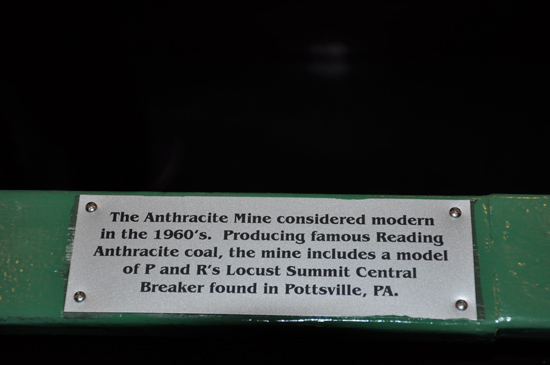 The Anthracite Mine considered modern
in the 1960's. Producing famous Reading
Anthracite coal, the mine includes a model
of P and R's Locust Summit Central
Breaker found in Pottsville, PA.